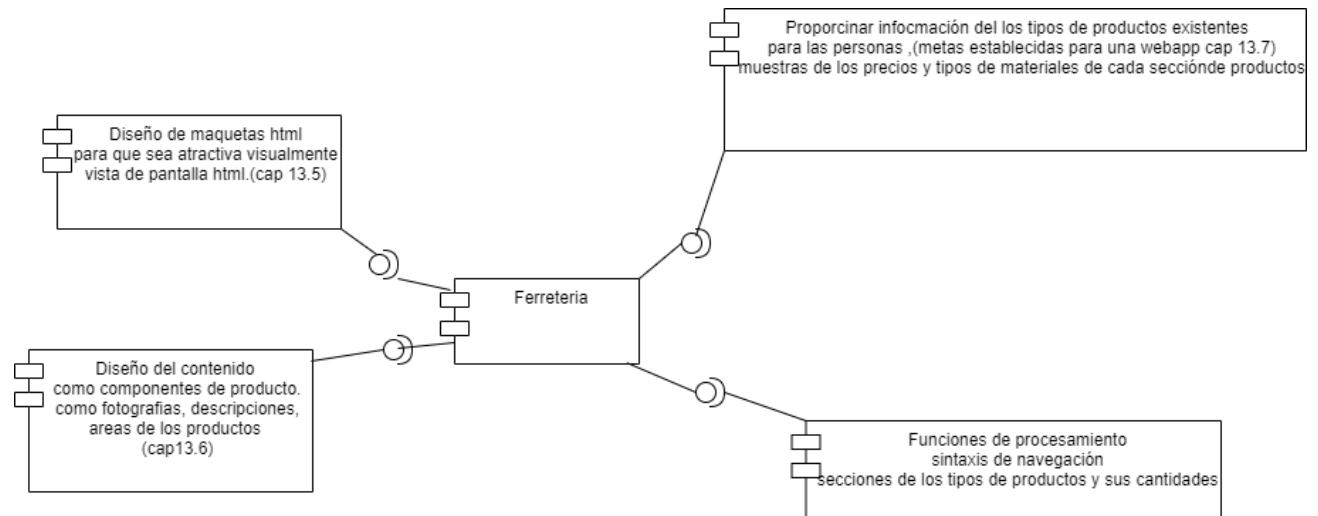 Proporcinar infocmación del los tipos de productos existentes
para las personas ,(metas establecidas para una webapp cap 13.7)
muestras de los precios y tipos de materiales de cada secciónde productos
Diseño de maquetas html
para que sea atractiva visualmente
vista de pantalla html.(cap 13.5)
Ferreteria
Diseño del contenido
como componentes de producto.
como fotografias, descripciones,
areas de los productos
(cap13.6)
Funciones de procesamiento
sintaxis de navegación
secciones de los tipos de productos y sus cantidades